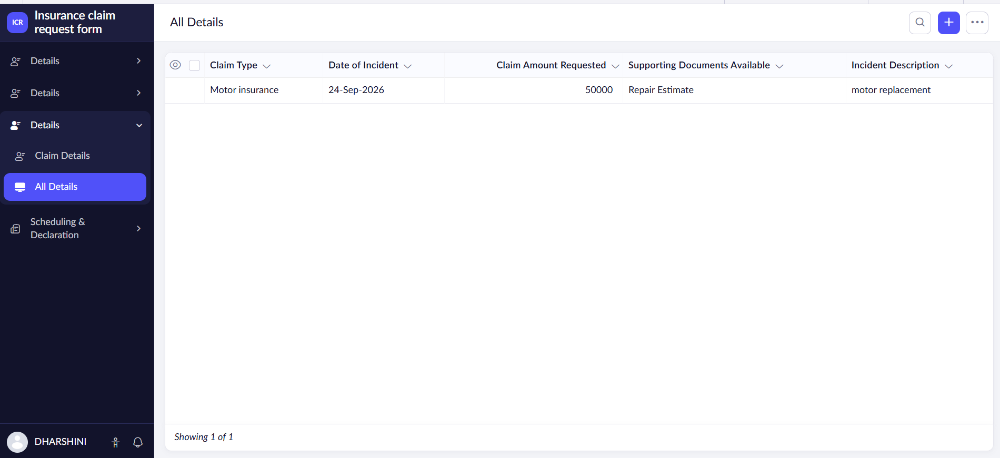 ICR
Insurance claim
request form
Details
Details
Details
Claim Details
All Details
Scheduling &
Declaration
DHARSHINI
All Details
Claim Type Date of Incident Claim Amount Requested Supporting Documents Available Incident Description
Motor insurance 24-Sep-2026 50000 Repair Estimate motor replacement
Showing 1 of 1